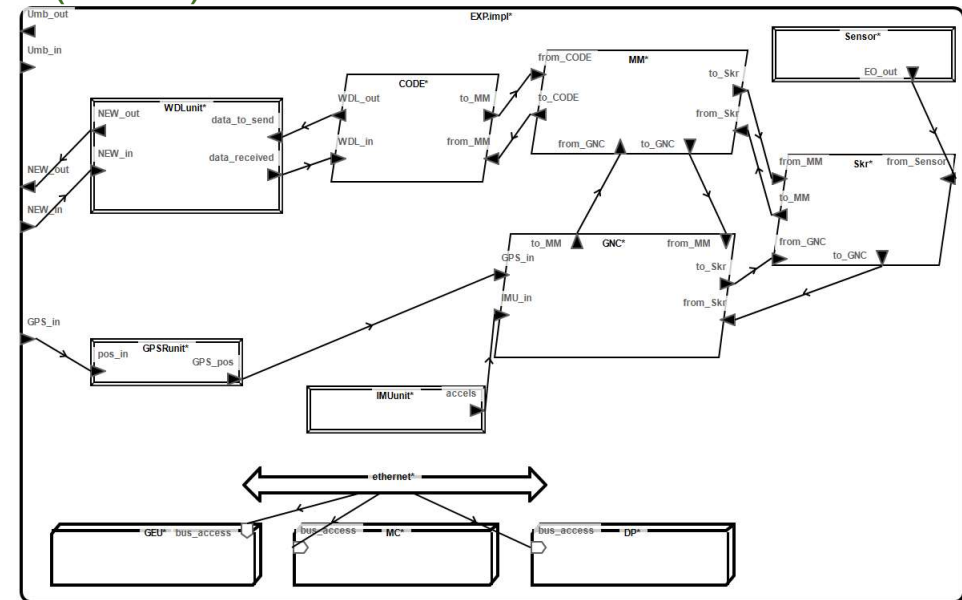 EXP.impl*
Umb_out
Umb_in
Sensor*
EO_out
from_CODE
MM*
to_Skr
to_CODE
from_Skr
from_GNC
to_GNC
CODE*
WDL_out
to_MM
WDL_in
from_MM
WDLunit*
NEW_out
data_to_send
NEW_in
data_received
NEW_out
NEW_in
from_MM
Skr*
from_Sensor
to_MM
from_GNC
to_GNC
to_MM
GNC*
from_MM
GPS_in
to_Skr
IMU_in
from_Skr
GPS_in
GPSRunit*
pos_in
GPS_pos
IMUunit*
accels
ethernet*
GEU*
bus_access
bus_access
MC*
bus_access
DP*